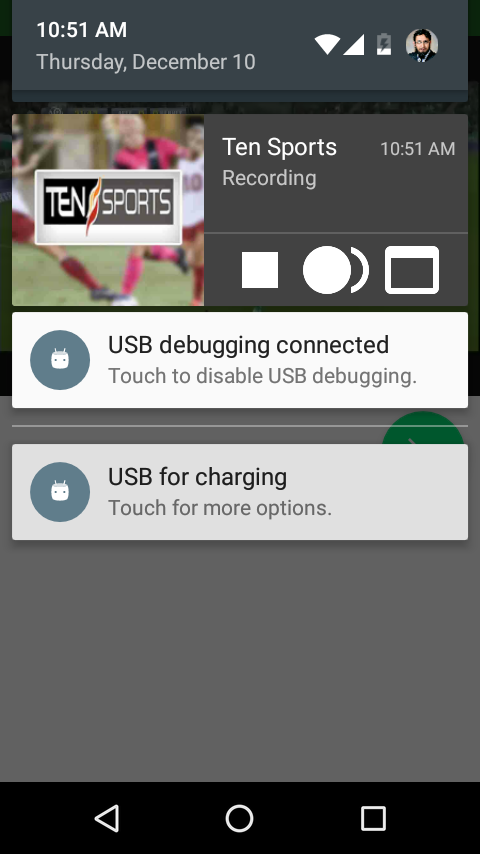 10:51 AM
Thursday, December 10
Ten Sports
10:51 AM
Recording
TEN SPORTS
USB debugging connected
Touch to disable USB debugging.
USB for charging
Touch for more options.